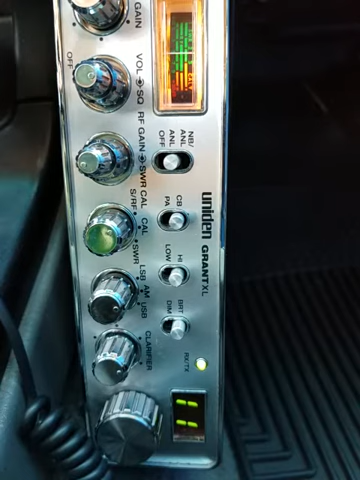 GAIN
OFF
VOL SQ
RF GAIN SWR CAL
S/RF CAL SWR
LSB AM USB
CLARIFIER
NB/
ANL
ANL
OFF
CB
PA
HI
LOW
BRT
DIM
RX/TX
uniden GRANT XL
11